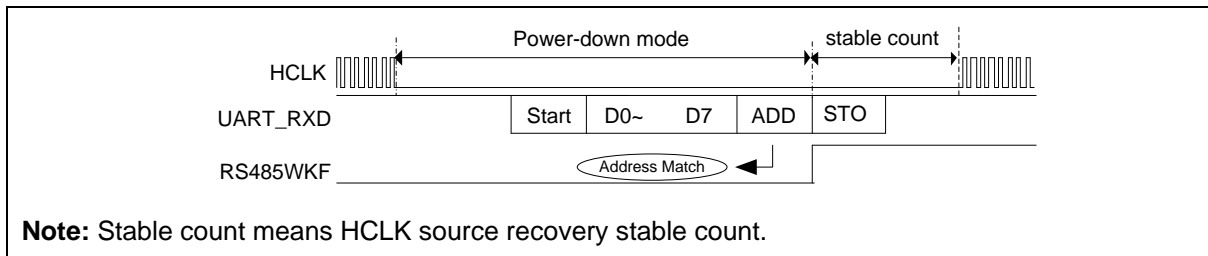 Power-down mode stable count
HCLK
UART_RXD Start D0~ D7 ADD STO
RS485WKF Address Match
Note: Stable count means HCLK source recovery stable count.